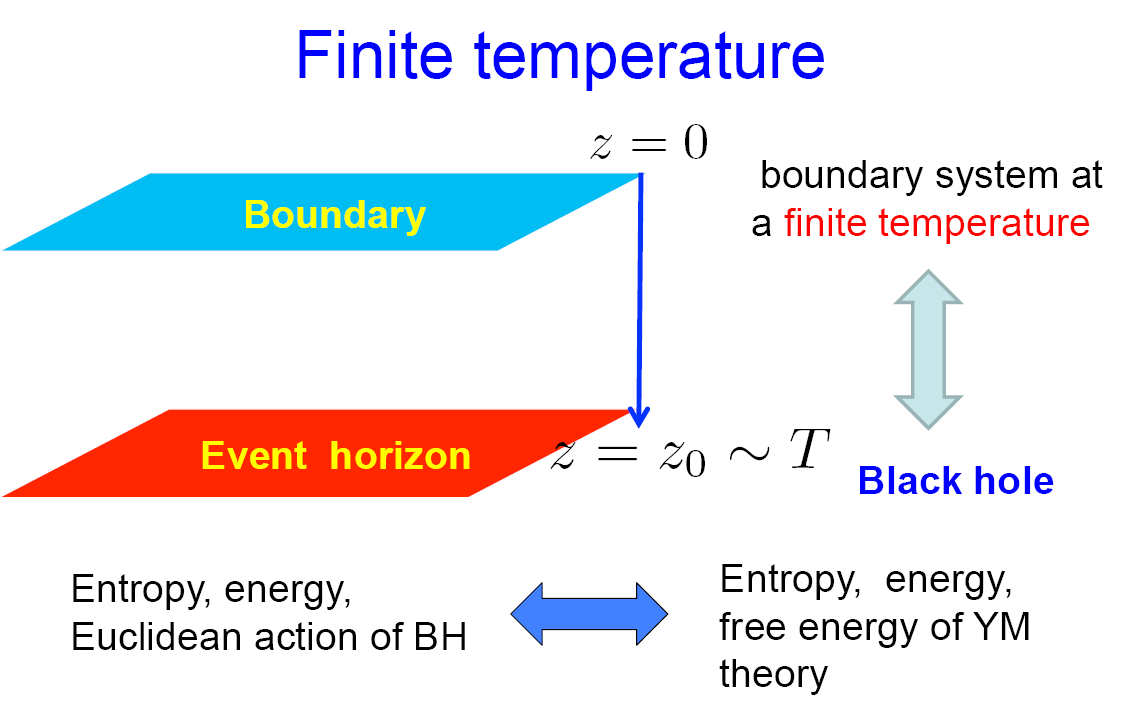 Finite temperature
z = 0
boundary system at
a finite temperature
Boundary
Event horizon
z = z₀ ∼ T
Black hole
Entropy, energy,
Euclidean action of BH
Entropy, energy,
free energy of YM
theory